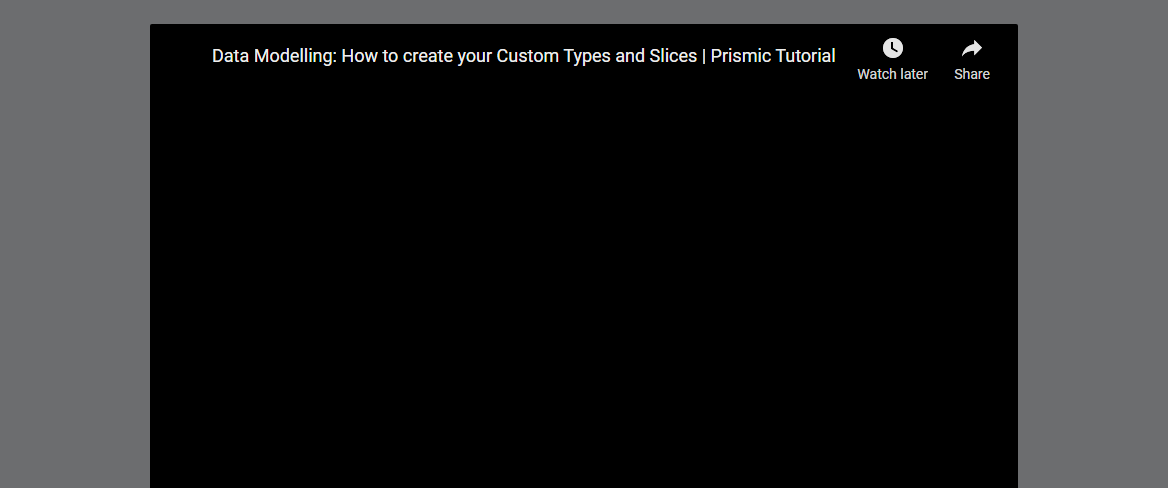 Data Modelling: How to create your Custom Types and Slices | Prismic Tutorial
Watch later
Share